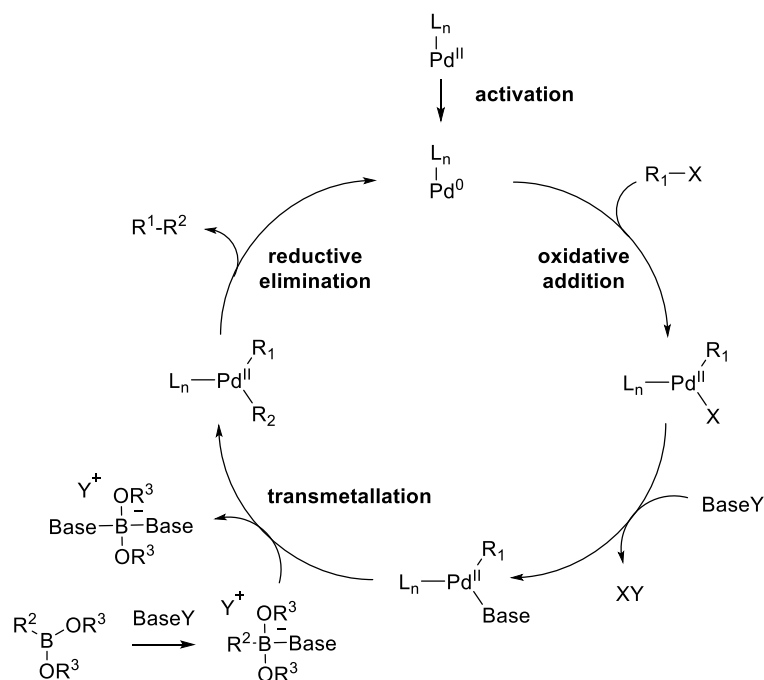 Ln
PdII
activation
Ln
Pd0
R1—X
R1-R2
reductive
elimination
oxidative
addition
R1
Ln—PdII
R2
R1
Ln—PdII
X
Y+
OR3
Base—B-—Base
OR3
transmetallation
BaseY
XY
R1
Ln—PdII
Base
R2
B
OR3
OR3
BaseY
Y+
OR3
R2-B-—Base
OR3